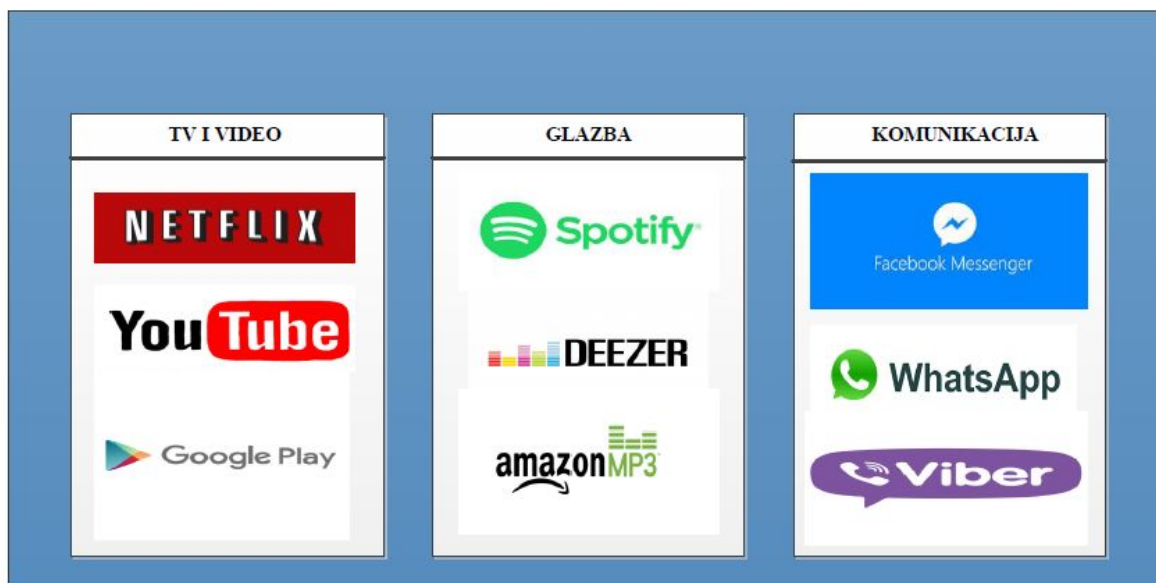 TV I VIDEO
NETFLIX
YouTube
Google Play
GLAZBA
Spotify
DEEZER
amazonMP3
KOMUNIKACIJA
Facebook Messenger
WhatsApp
Viber